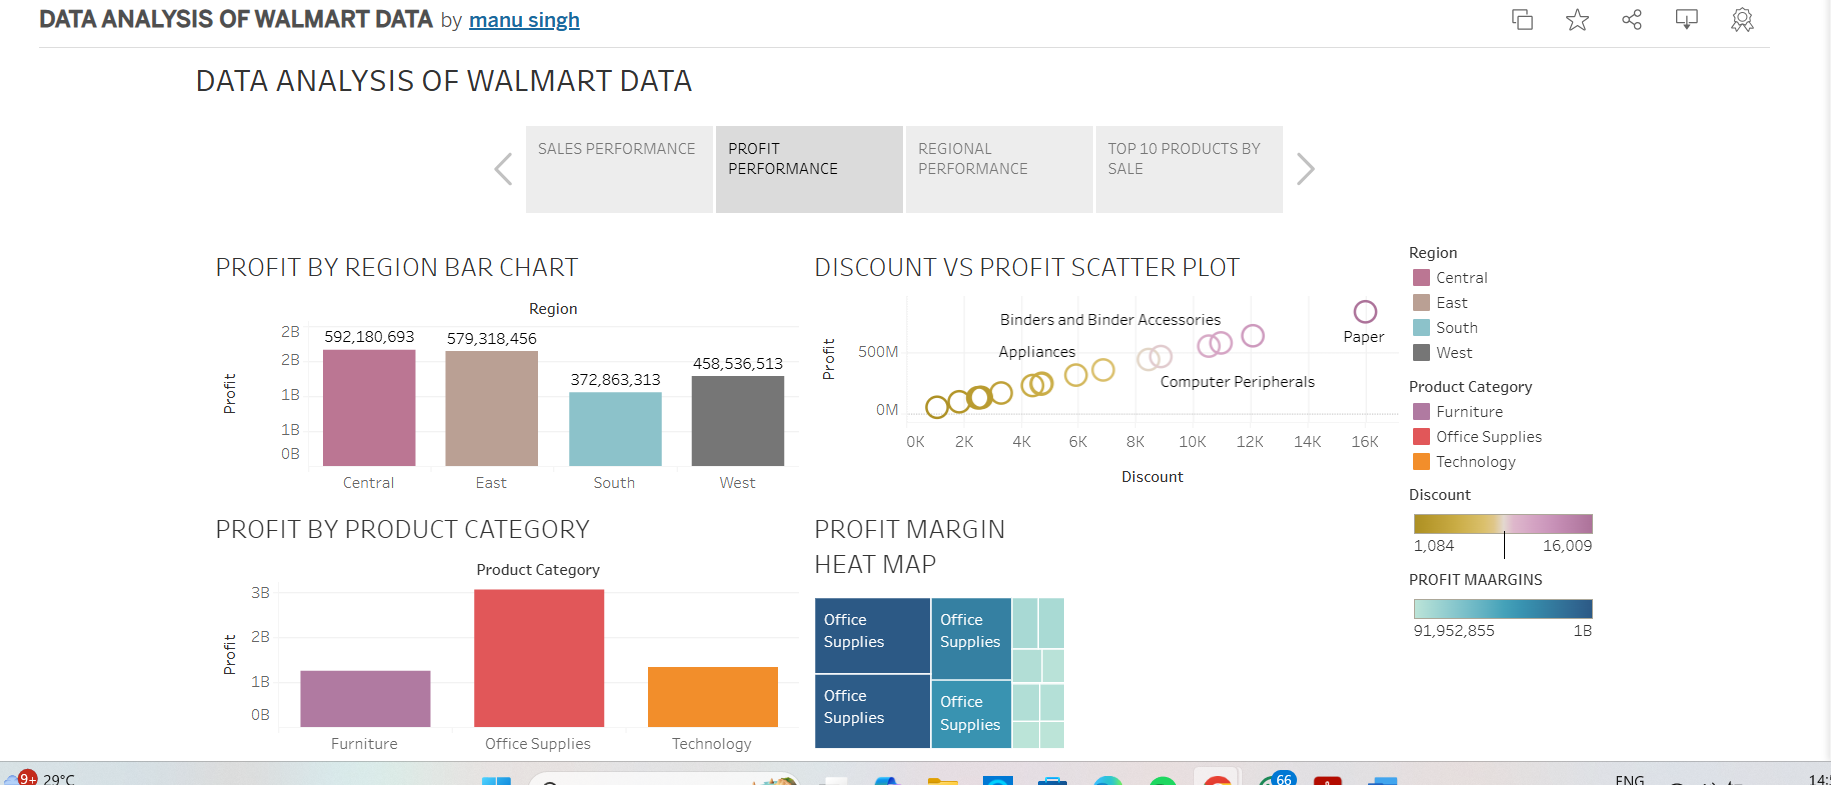 DATA ANALYSIS OF WALMART DATA by manu singh
DATA ANALYSIS OF WALMART DATA
SALES PERFORMANCE
PROFIT
PERFORMANCE
REGIONAL
PERFORMANCE
TOP 10 PRODUCTS BY
SALE
PROFIT BY REGION BAR CHART
Region
Profit
2B
2B
1B
1B
0B
592,180,693
579,318,456
372,863,313
458,536,513
Central
East
South
West
DISCOUNT VS PROFIT SCATTER PLOT
Profit
500M
0M
Binders and Binder Accessories
Appliances
Paper
Computer Peripherals
0K
2K
4K
6K
8K
10K
12K
14K
16K
Discount
Region
Central
East
South
West
Product Category
Furniture
Office Supplies
Technology
Discount
1,084
16,009
PROFIT MAARGINS
91,952,855
1B
PROFIT BY PRODUCT CATEGORY
Product Category
Profit
3B
2B
1B
0B
Furniture
Office Supplies
Technology
PROFIT MARGIN
HEAT MAP
Office
Supplies
Office
Supplies
Office
Supplies
Office
Supplies
9+
29°C
66
ENG